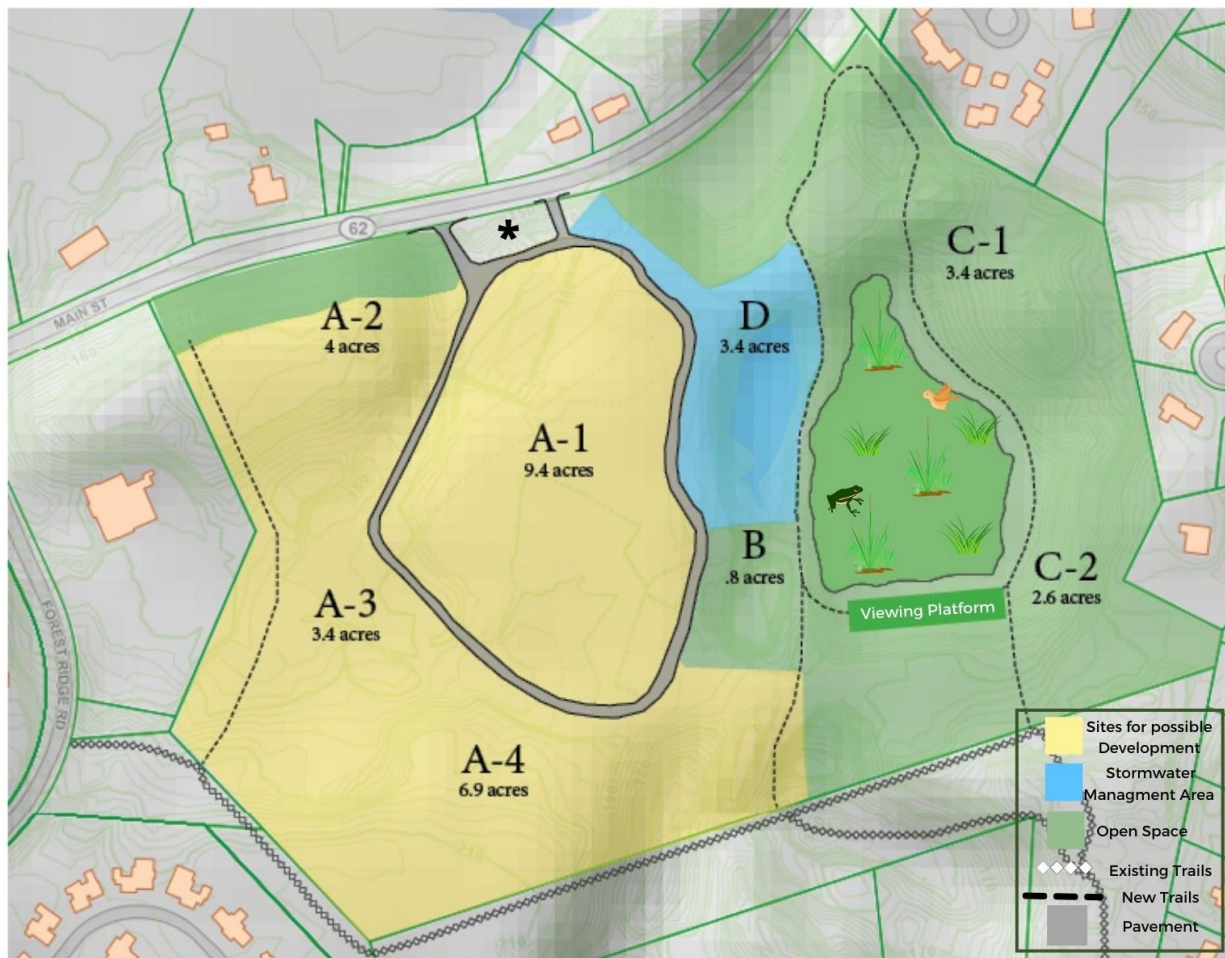 *
62
MAIN ST
A-2
4 acres
C-1
3.4 acres
D
3.4 acres
A-1
9.4 acres
B
.8 acres
C-2
2.6 acres
A-3
3.4 acres
Viewing Platform
FOREST RIDGE RD
A-4
6.9 acres
Sites for possible
Development
Stormwater
Managment Area
Open Space
Existing Trails
New Trails
Pavement